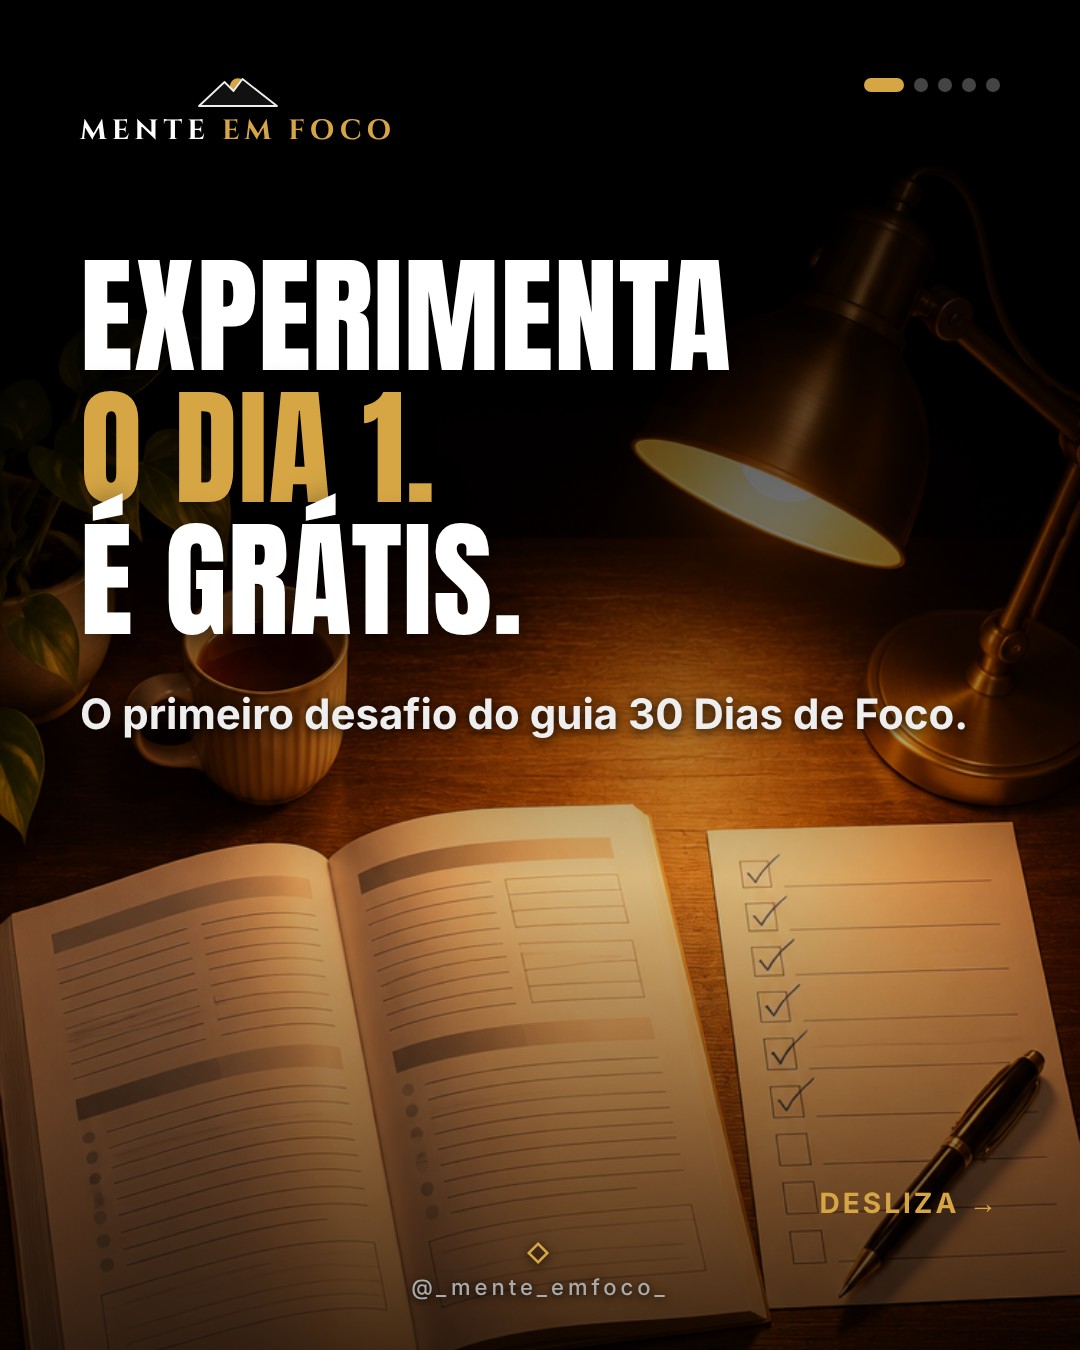 MENTE EM FOCO
EXPERIMENTA
O DIA 1.
É GRÁTIS.
O primeiro desafio do guia 30 Dias de Foco.
DESLIZA →
@_mente_emfoco_